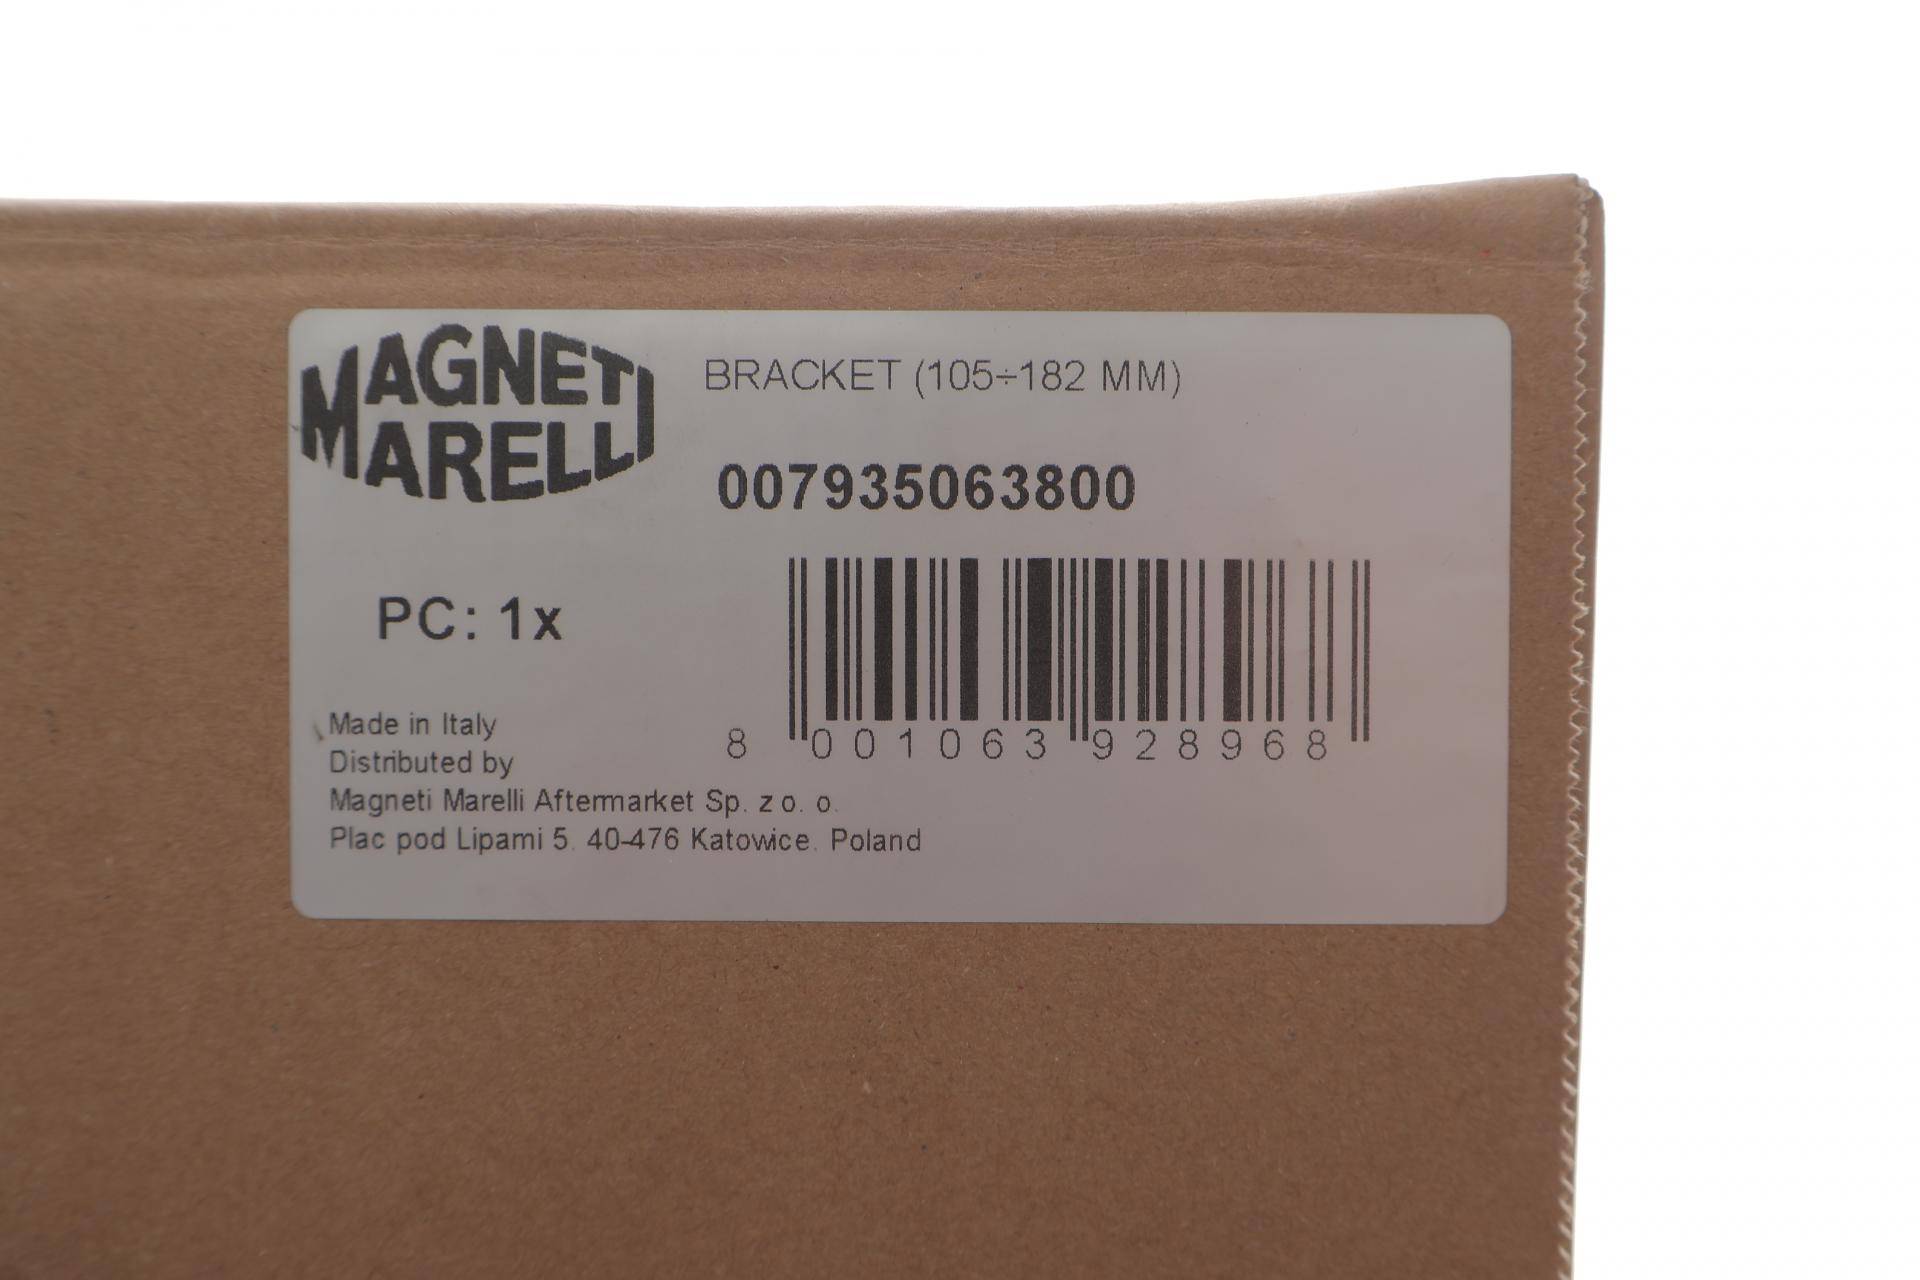 MAGNETI
MARELLI
BRACKET (105÷182 MM)
007935063800
PC: 1x
8 001063 928968
Made in Italy
Distributed by
Magneti Marelli Aftermarket Sp. z o. o.
Plac pod Lipami 5. 40-476 Katowice. Poland